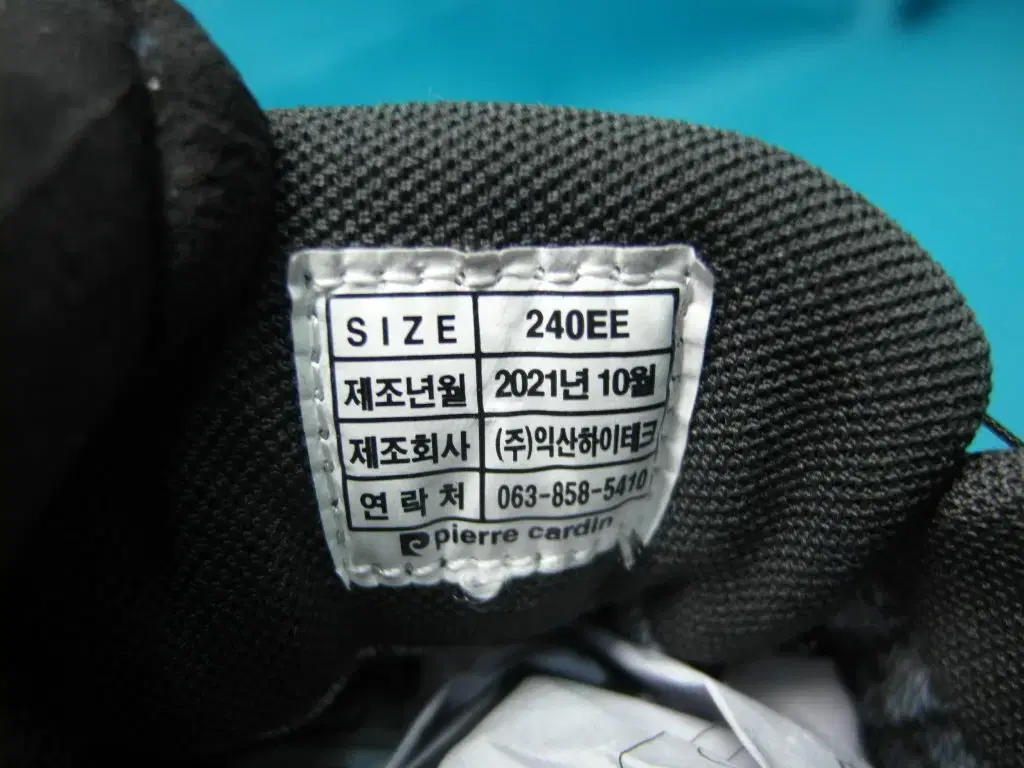 SIZE 240EE
제조년월 2021년 10월
제조회사 (주)익산하이테크
연락처 063-858-5410
pierre cardin